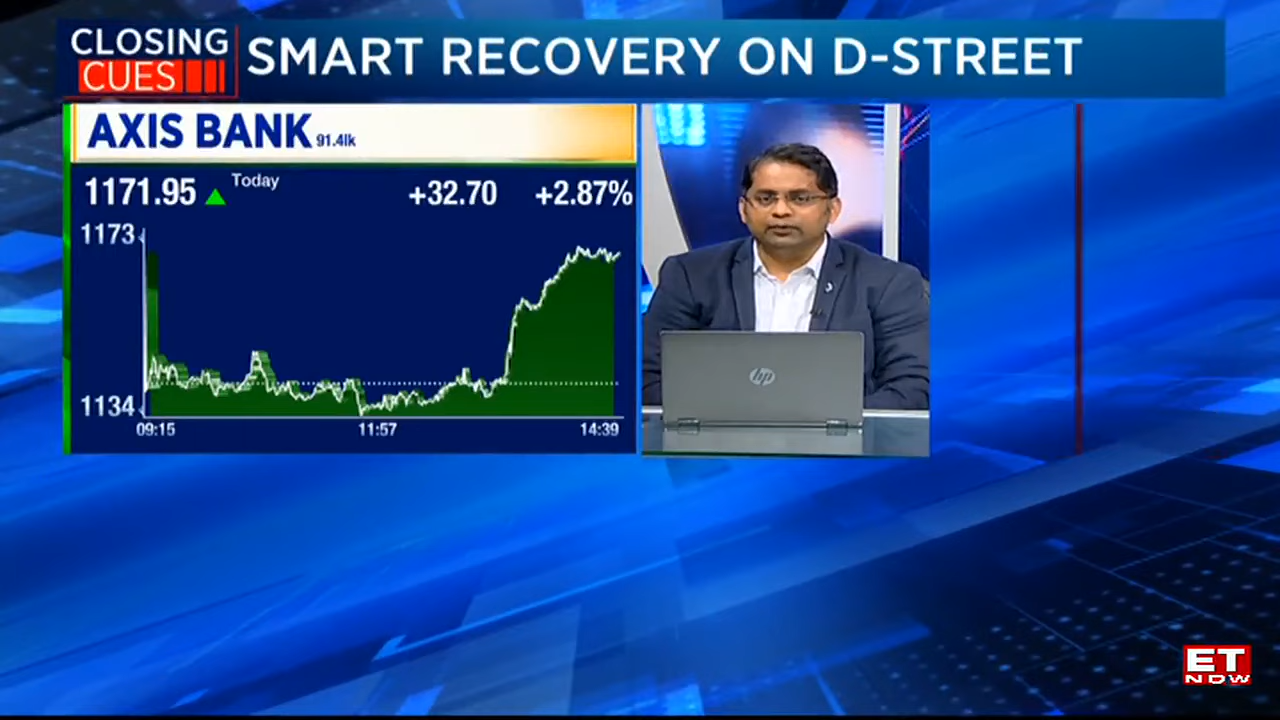 CLOSING
CUES
SMART RECOVERY ON D-STREET
AXIS BANK 91.4lk
1171.95 Today +32.70 +2.87%
1173
1134
09:15 11:57 14:39
hp
ET
NOW